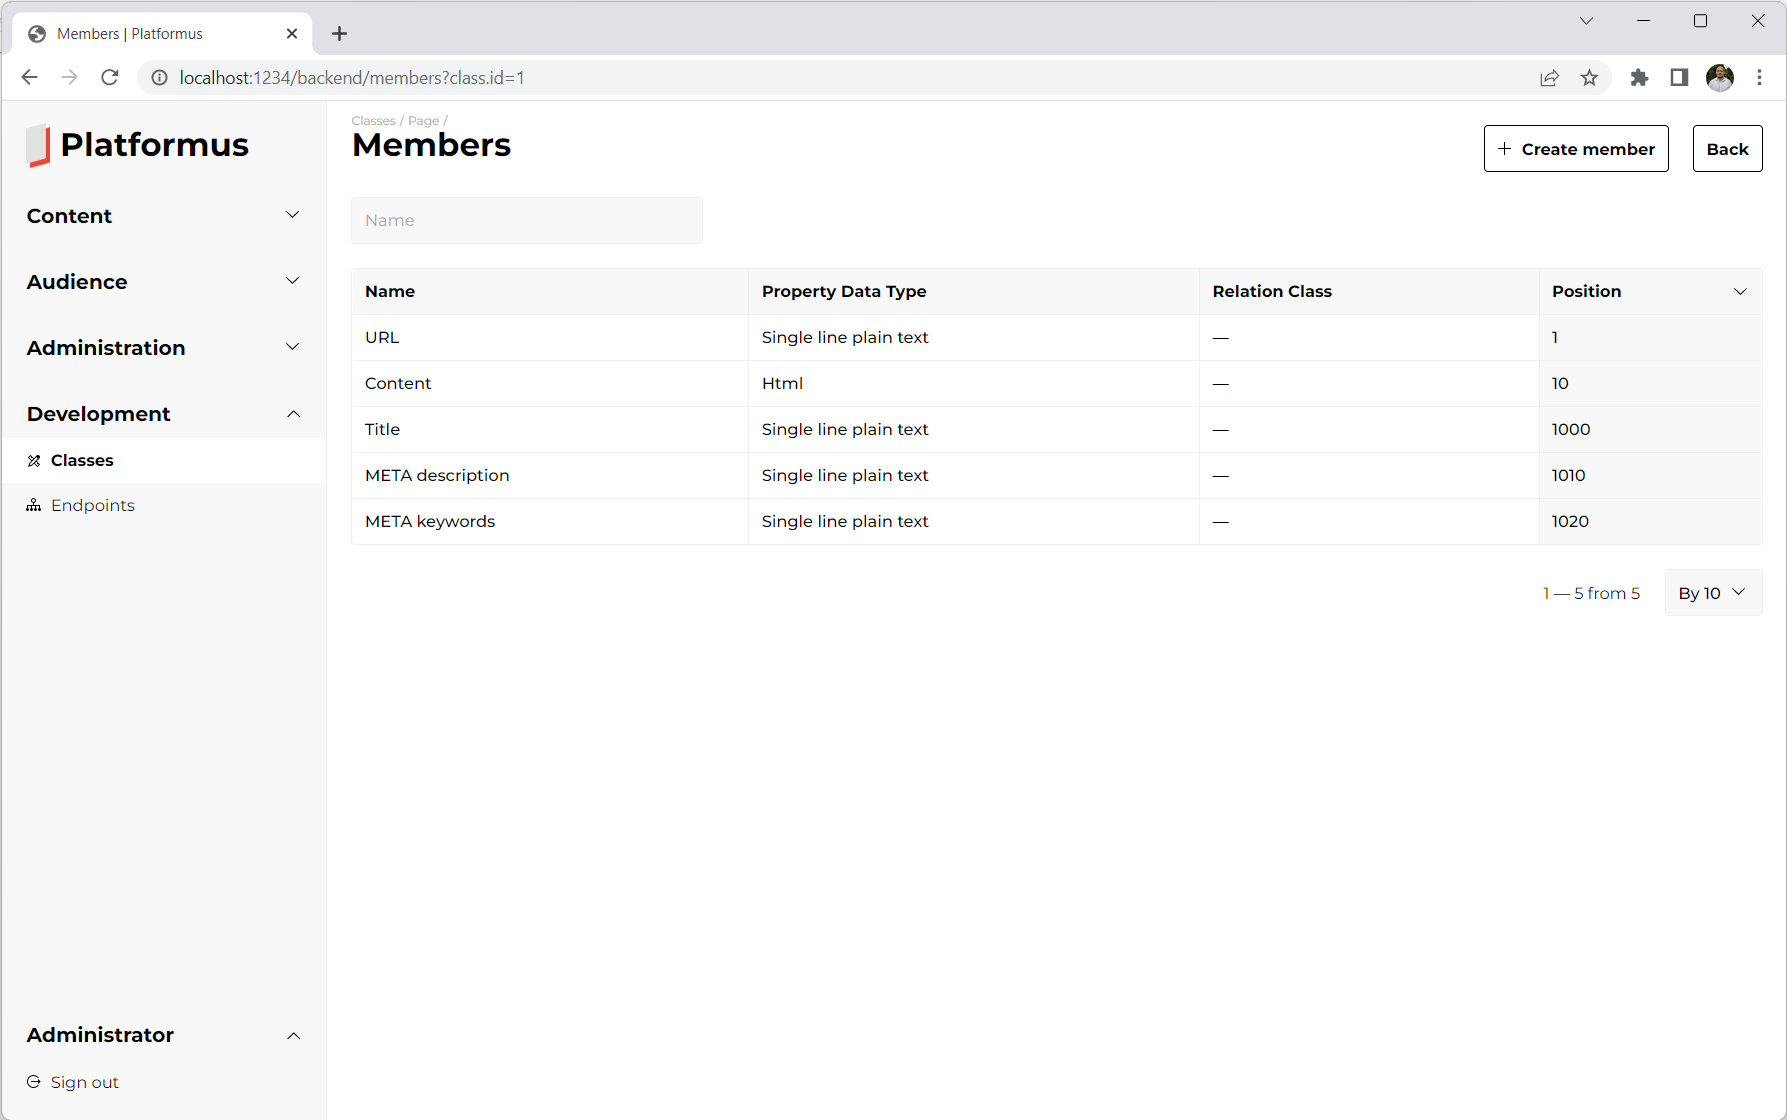 Members | Platformus
localhost:1234/backend/members?class.id=1
Platformus
Content
Audience
Administration
Development
Classes
Endpoints
Administrator
Sign out
Classes / Page /
Members
Create member
Back
Name
Name Property Data Type Relation Class Position
URL Single line plain text — 1
Content Html — 10
Title Single line plain text — 1000
META description Single line plain text — 1010
META keywords Single line plain text — 1020
1 — 5 from 5
By 10